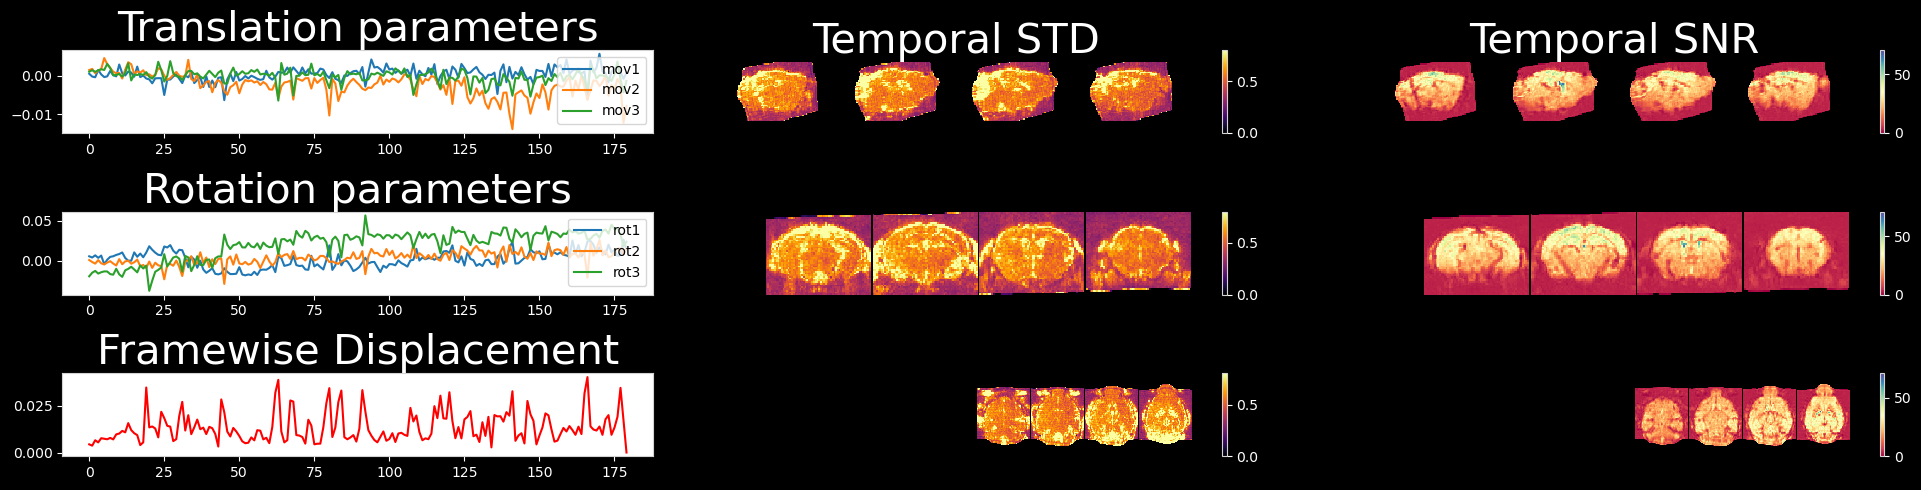 Translation parameters
0.00
−0.01
mov1
mov2
mov3
0 25 50 75 100 125 150 175
Temporal STD
0.5
0.0
Temporal SNR
50
0
Rotation parameters
0.05
0.00
rot1
rot2
rot3
0 25 50 75 100 125 150 175
0.5
0.0
50
0
Framewise Displacement
0.025
0.000
0 25 50 75 100 125 150 175
0.5
0.0
50
0